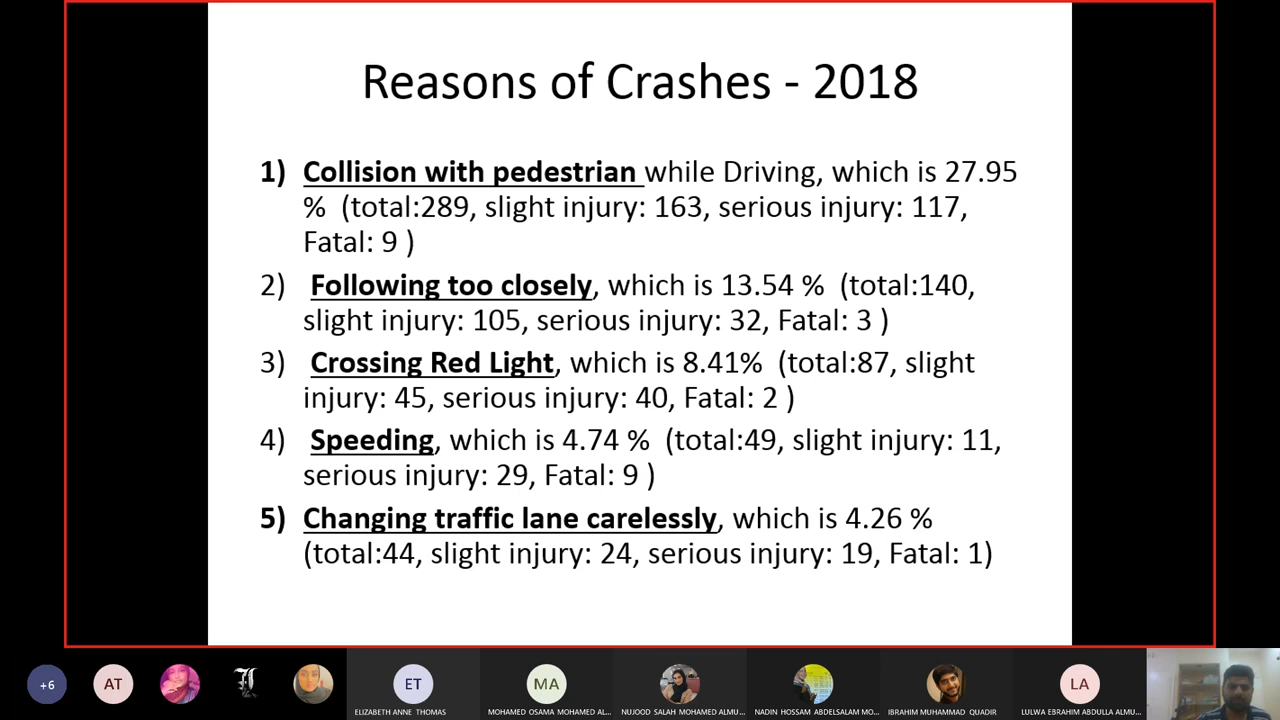 Reasons of Crashes - 2018
1) Collision with pedestrian while Driving, which is 27.95
% (total:289, slight injury: 163, serious injury: 117,
Fatal: 9 )
2) Following too closely, which is 13.54 % (total:140,
slight injury: 105, serious injury: 32, Fatal: 3 )
3) Crossing Red Light, which is 8.41% (total:87, slight
injury: 45, serious injury: 40, Fatal: 2 )
4) Speeding, which is 4.74 % (total:49, slight injury: 11,
serious injury: 29, Fatal: 9 )
5) Changing traffic lane carelessly, which is 4.26 %
(total:44, slight injury: 24, serious injury: 19, Fatal: 1)
+6 AT ET MA LA
ELIZABETH ANNE THOMAS MOHAMED OSAMA MOHAMED AL... NUJOOD SALAH MOHAMED ALMU... NADIN HOSSAM ABDELSALAM MO... IBRAHIM MUHAMMAD QUADIR LULWA EBRAHIM ABDULLA ALMU...